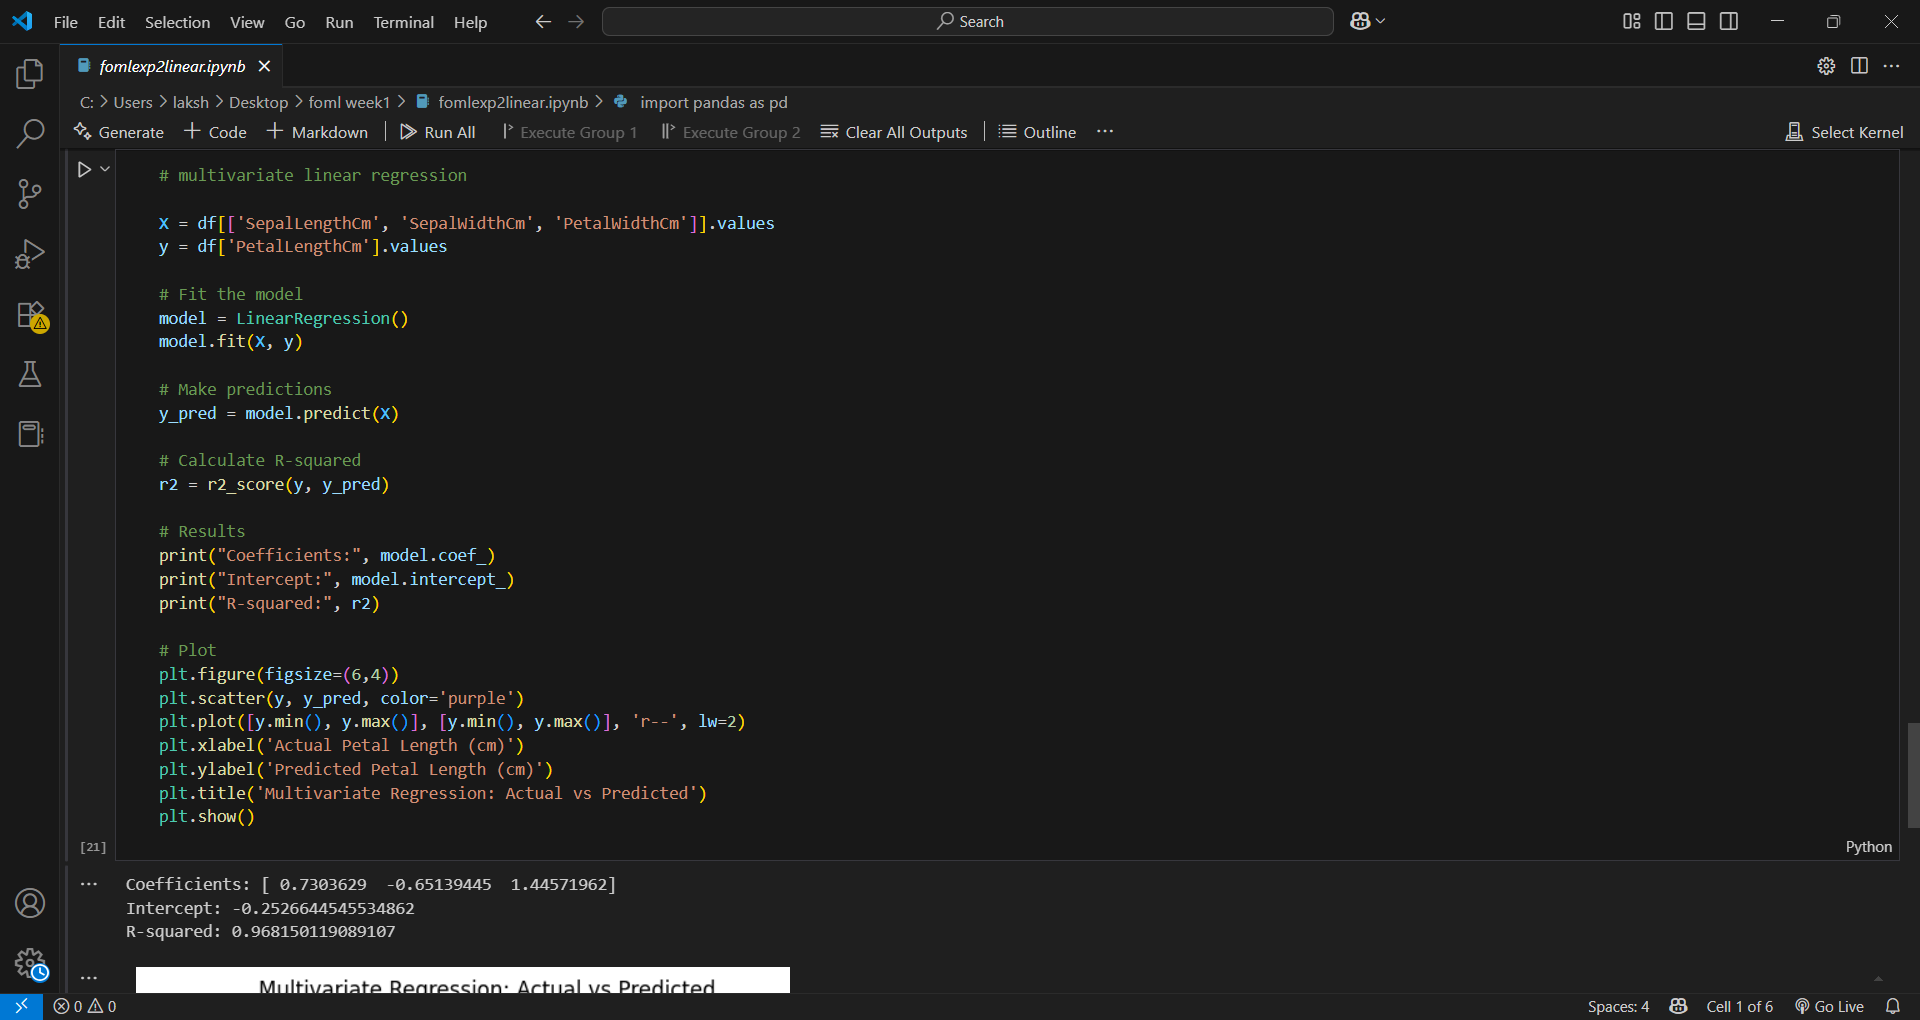 File Edit Selection View Go Run Terminal Help
Search
fomlexp2linear.ipynb
C: > Users > laksh > Desktop > foml week1 > fomlexp2linear.ipynb > import pandas as pd
Generate + Code + Markdown Run All Execute Group 1 Execute Group 2 Clear All Outputs Outline ... Select Kernel
# multivariate linear regression
X = df[['SepalLengthCm', 'SepalWidthCm', 'PetalWidthCm']].values
y = df['PetalLengthCm'].values
# Fit the model
model = LinearRegression()
model.fit(X, y)
# Make predictions
y_pred = model.predict(X)
# Calculate R-squared
r2 = r2_score(y, y_pred)
# Results
print("Coefficients:", model.coef_)
print("Intercept:", model.intercept_)
print("R-squared:", r2)
# Plot
plt.figure(figsize=(6,4))
plt.scatter(y, y_pred, color='purple')
plt.plot([y.min(), y.max()], [y.min(), y.max()], 'r--', lw=2)
plt.xlabel('Actual Petal Length (cm)')
plt.ylabel('Predicted Petal Length (cm)')
plt.title('Multivariate Regression: Actual vs Predicted')
plt.show()
[21]
Python
Coefficients: [ 0.7303629  -0.65139445  1.44571962]
Intercept: -0.2526644545534862
R-squared: 0.968150119089107
Multivariate Regression: Actual vs Predicted
0 0 Spaces: 4 Cell 1 of 6 Go Live